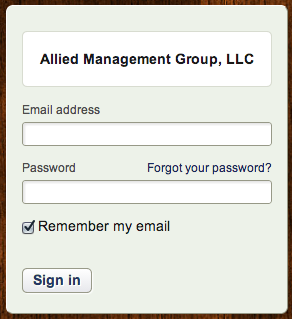 Allied Management Group, LLC
Email address
Password Forgot your password?
Remember my email
Sign in